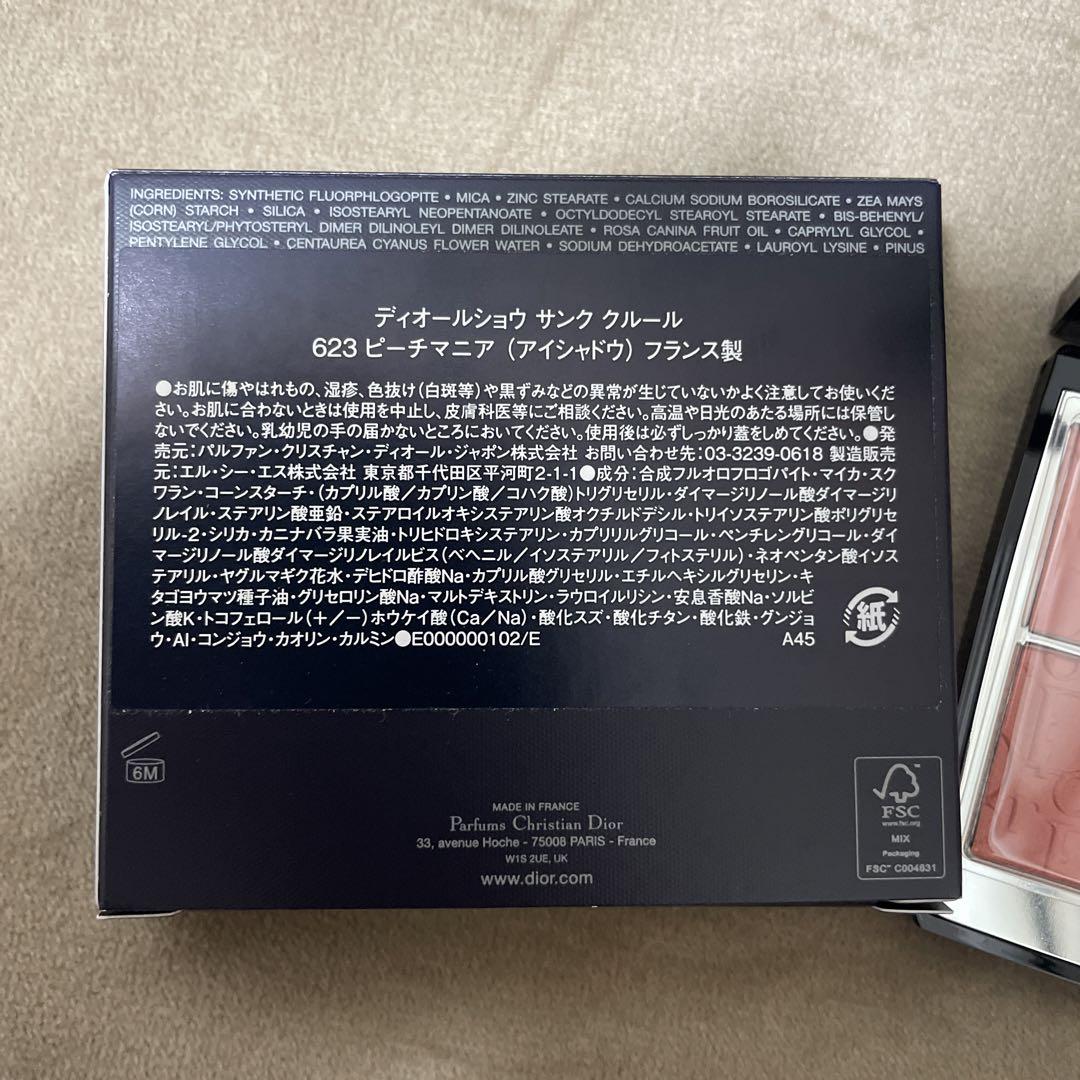 INGREDIENTS: SYNTHETIC FLUORPHLOGOPITE • MICA • ZINC STEARATE • CALCIUM SODIUM BOROSILICATE • ZEA MAYS
(CORN) STARCH • SILICA • ISOSTEARYL NEOPENTANOATE • OCTYLDODECYL STEAROYL STEARATE • BIS-BEHENYL/
ISOSTEARYL/PHYTOSTERYL DIMER DILINOLEYL DIMER DILINOLEATE • ROSA CANINA FRUIT OIL • CAPRYLYL GLYCOL •
PENTYLENE GLYCOL • CENTAUREA CYANUS FLOWER WATER • SODIUM DEHYDROACETATE • LAUROYL LYSINE • PINUS
ディオールショウ サンク クルール
623 ピーチマニア (アイシャドウ) フランス製
●お肌に傷やはれもの、湿疹、色抜け(白斑等)や黒ずみなどの異常が生じていないかよく注意してお使いくだ
さい。お肌に合わないときは使用を中止し、皮膚科医等にご相談ください。高温や日光のあたる場所には保管し
ないでください。乳幼児の手の届かないところにおいてください。使用後は必ずしっかり蓋をしめてください。●発
売元:パルファン・クリスチャン・ディオール・ジャポン株式会社 お問い合わせ先:03-3239-0618 製造販売
元:エル・シー・エス株式会社 東京都千代田区平河町2-1-1●成分:合成フルオロフロゴパイト・マイカ・スク
ワラン・コーンスターチ・(カプリル酸/カプリン酸/コハク酸)トリグリセリル・ダイマージリノール酸ダイマージリ
ノレイル・ステアリン酸亜鉛・ステアロイルオキシステアリン酸オクチルドデシル・トリイソステアリン酸ポリグリセ
リル-2・シリカ・カニナバラ果実油・トリヒドロキシステアリン・カプリリルグリコール・ペンチレングリコール・ダイ
マージリノール酸ダイマージリノレイルビス(ベヘニル/イソステアリル/フィトステリル)・ネオペンタン酸イソス
テアリル・ヤグルマギク花水・デヒドロ酢酸Na・カプリル酸グリセリル・エチルヘキシルグリセリン・キ
タゴヨウマツ種子油・グリセロリン酸Na・マルトデキストリン・ラウロイルリシン・安息香酸Na・ソルビ
ン酸K・トコフェロール(+/-)ホウケイ酸(Ca/Na)・酸化スズ・酸化チタン・酸化鉄・グンジョ
ウ・Al・コンジョウ・カオリン・カルミン●E000000102/E A45
紙
6M
MADE IN FRANCE
Parfums Christian Dior
33, avenue Hoche - 75008 PARIS - France
W1S 2UE, UK
www.dior.com
FSC
www.fsc.org
MIX
Packaging
FSC™ C004631